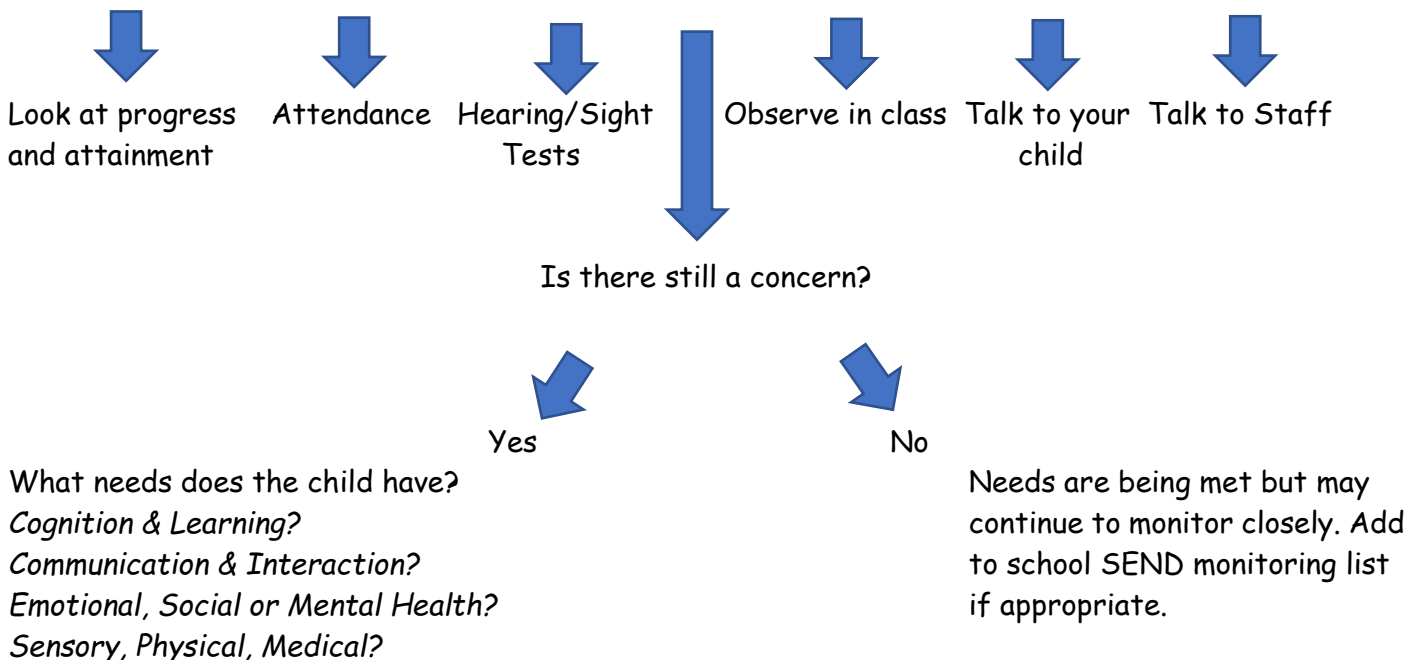 Look at progress
and attainment
Attendance
Hearing/Sight
Tests
Observe in class
Talk to your
child
Talk to Staff
Is there still a concern?
Yes
What needs does the child have?
Cognition & Learning?
Communication & Interaction?
Emotional, Social or Mental Health?
Sensory, Physical, Medical?
No
Needs are being met but may
continue to monitor closely. Add
to school SEND monitoring list
if appropriate.